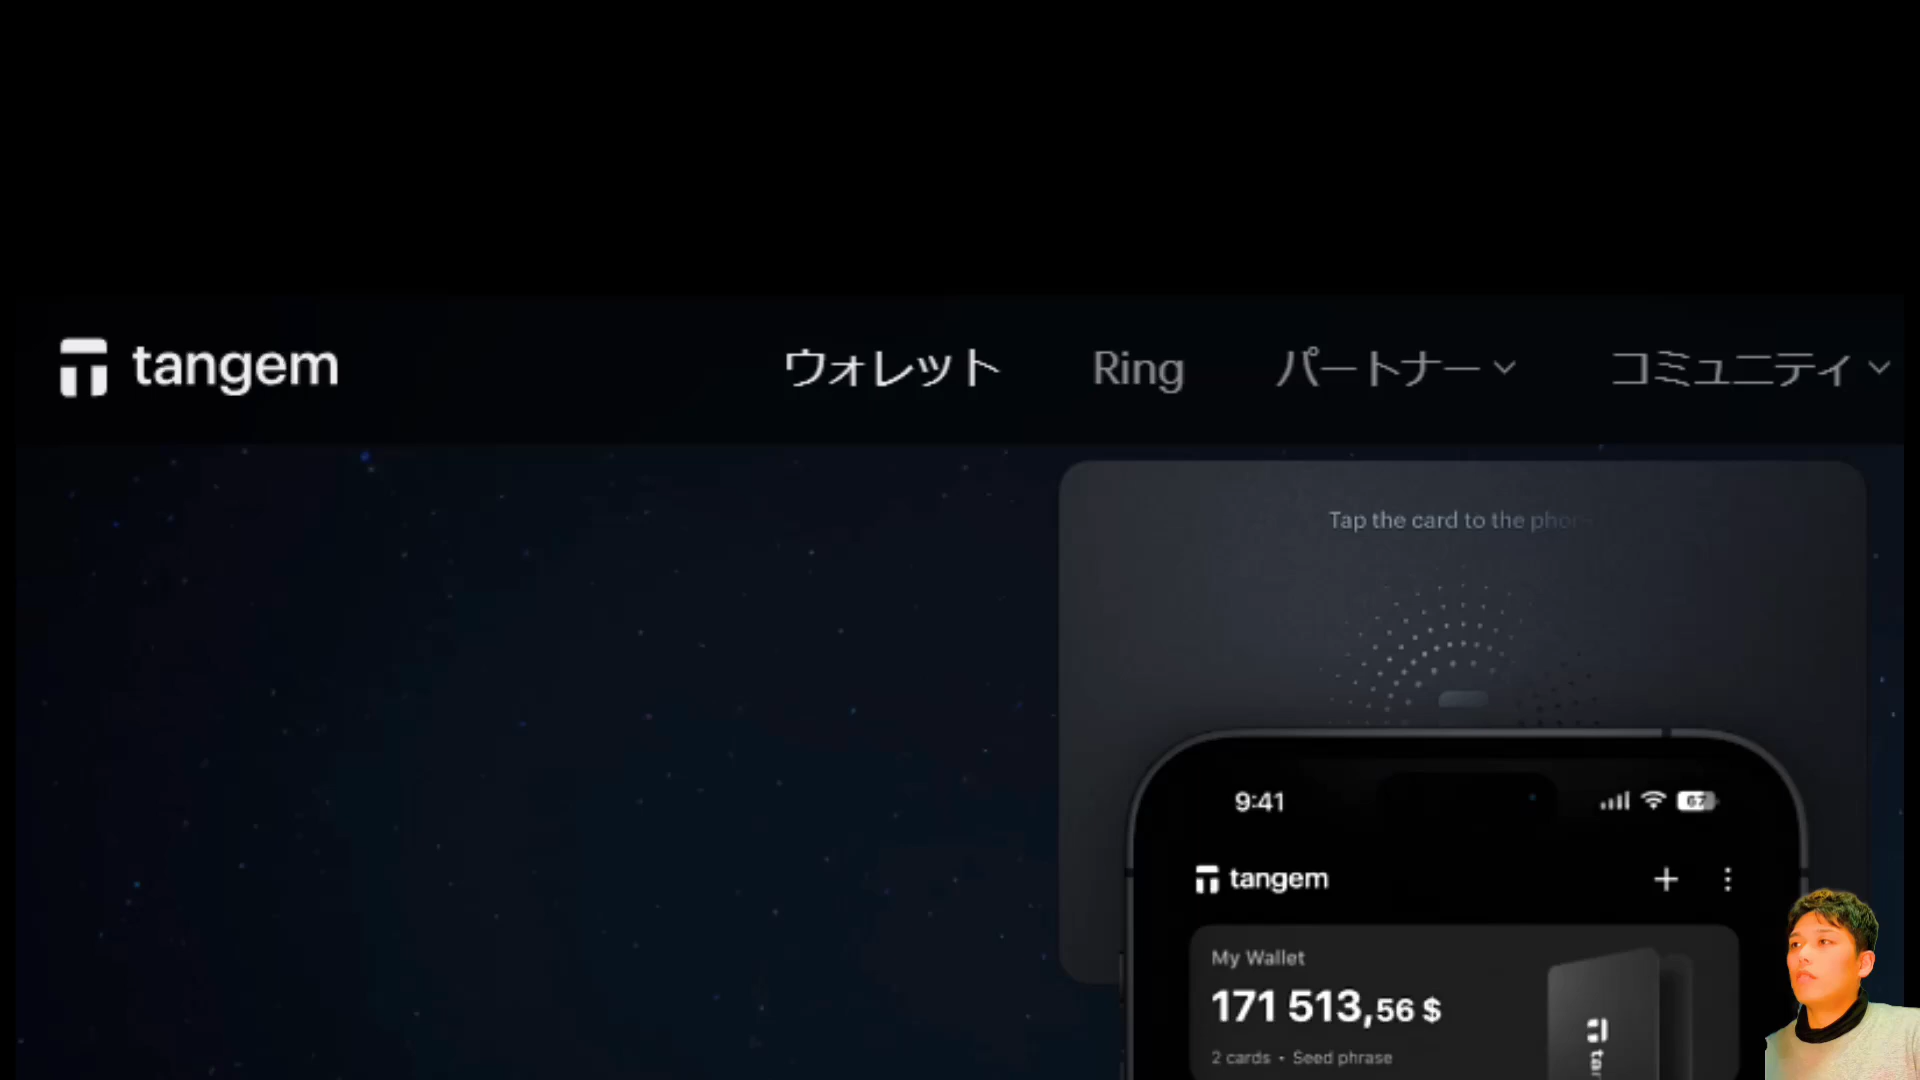 tangem
ウォレット
Ring
パートナー
コミュニティ
Tap the card to the
9:41
67
tangem
My Wallet
171 513,56 $
2 cards • Seed phrase